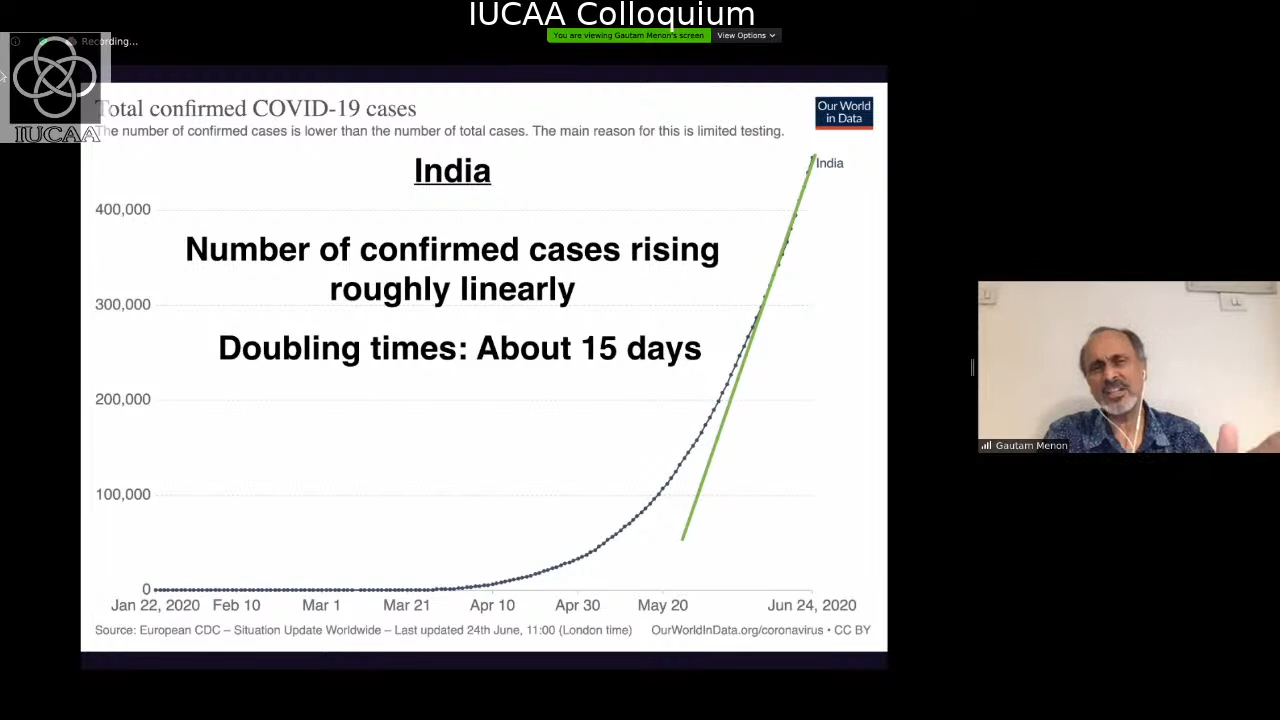 IUCAA Colloquium
You are viewing Gautam Menon's screen
View Options
Recording...
IUCAA
Total confirmed COVID-19 cases
The number of confirmed cases is lower than the number of total cases. The main reason for this is limited testing.
Our World
in Data
India
India
400,000
Number of confirmed cases rising
roughly linearly
300,000
Doubling times: About 15 days
200,000
100,000
0
Jan 22, 2020 Feb 10 Mar 1 Mar 21 Apr 10 Apr 30 May 20 Jun 24, 2020
Source: European CDC – Situation Update Worldwide – Last updated 24th June, 11:00 (London time)
OurWorldInData.org/coronavirus • CC BY
Gautam Menon